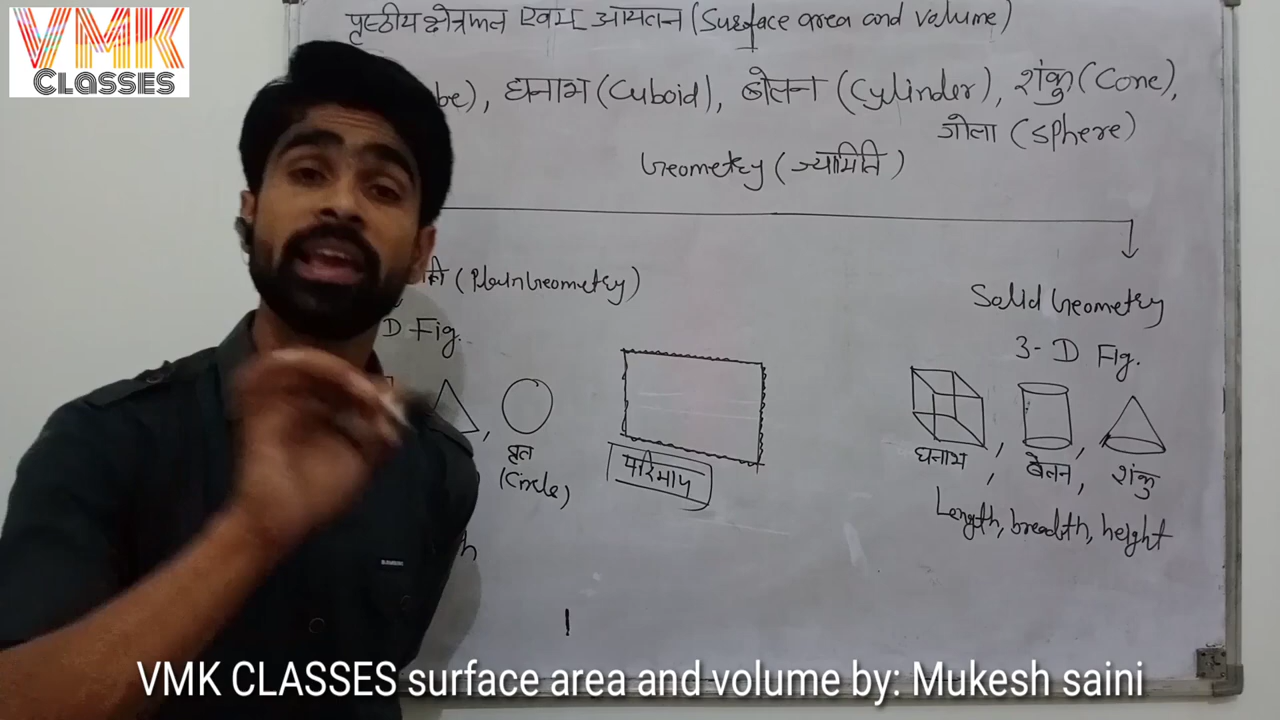 VMK
CLASSES
पृष्ठीय क्षेत्रफल एवम आयतन (Surface area and volume)
be), घनाभ (Cuboid), बेलन (Cylinder), शंकु (Cone),
गोला (sphere)
Geometry (ज्यामिति)
ति (Plain Geometry)
D Fig.
Solid Geometry
3-D Fig.
वृत
(Circle)
परिमाप
घनाभ, बेलन, शंकु
Length, breadth, height
h
VMK CLASSES surface area and volume by: Mukesh saini